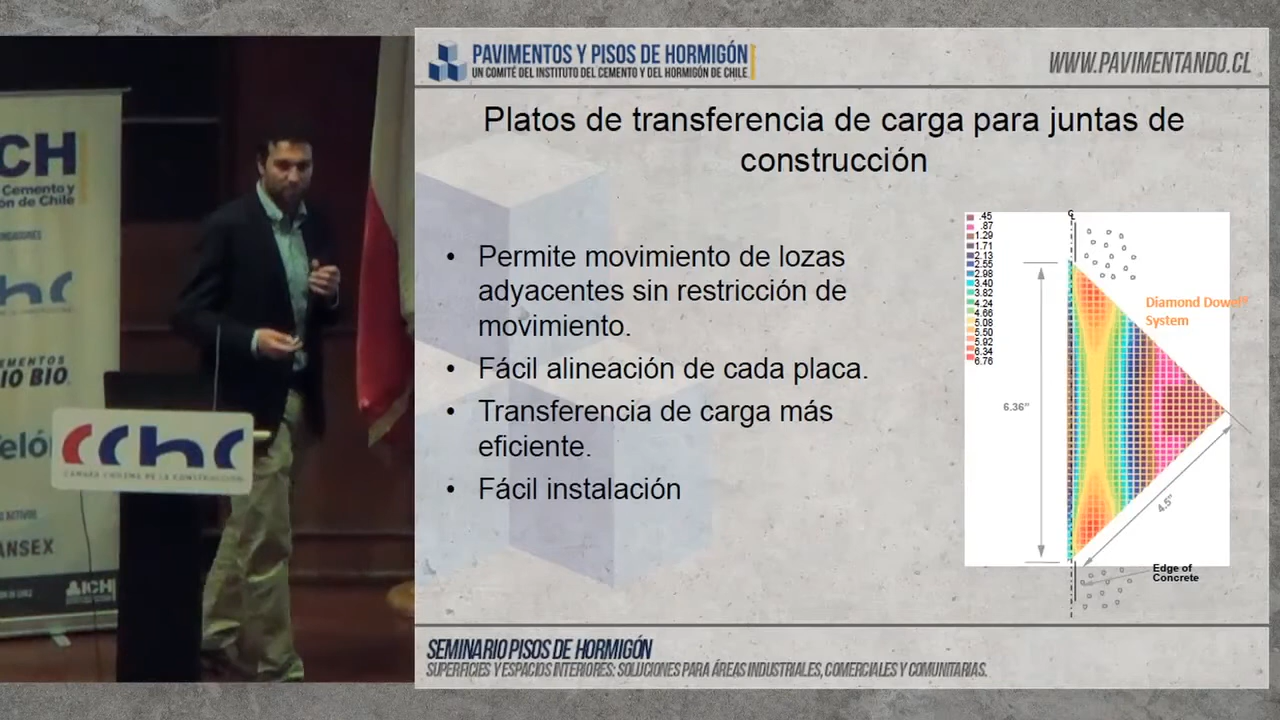 PAVIMENTOS Y PISOS DE HORMIGÓN
UN COMITÉ DEL INSTITUTO DEL CEMENTO Y DEL HORMIGÓN DE CHILE
WWW.PAVIMENTANDO.CL
Platos de transferencia de carga para juntas de
construcción
• Permite movimiento de lozas
adyacentes sin restricción de
movimiento.
• Fácil alineación de cada placa.
• Transferencia de carga más
eficiente.
• Fácil instalación
.45
.87
1.29
1.71
2.13
2.55
2.98
3.40
3.82
4.24
4.66
5.08
5.50
5.92
6.34
6.76
Diamond Dowel®
System
6.36"
4.5"
Edge of
Concrete
SEMINARIO PISOS DE HORMIGÓN
SUPERFICIES Y ESPACIOS INTERIORES: SOLUCIONES PARA ÁREAS INDUSTRIALES, COMERCIALES Y COMUNITARIAS.
CH
Cemento y
ón de Chile
EMENTOS
IO BIO
eló
CChC
CÁMARA CHILENA DE LA CONSTRUCCIÓN
ANSEX
ICH